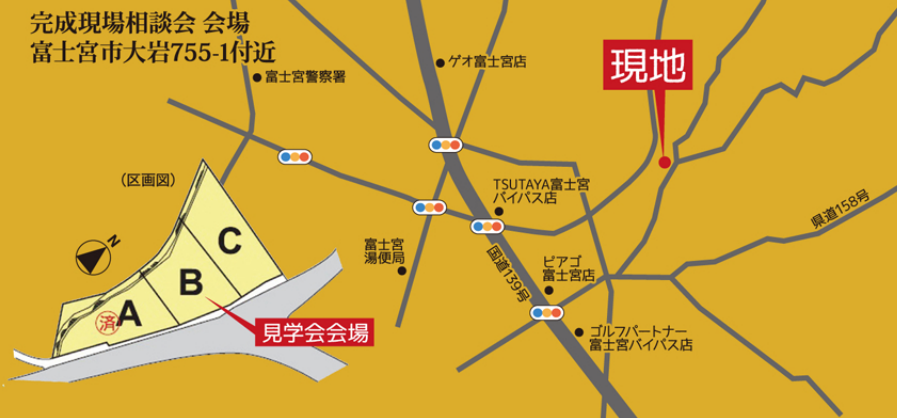 完成現場相談会 会場
富士宮市大岩755-1付近
富士宮警察署
ゲオ富士宮店
現地
(区画図)
N
C
B
A
済
見学会会場
TSUTAYA富士宮
バイパス店
富士宮
湯便局
国道139号
ピアゴ
富士宮店
ゴルフパートナー
富士宮バイパス店
県道158号